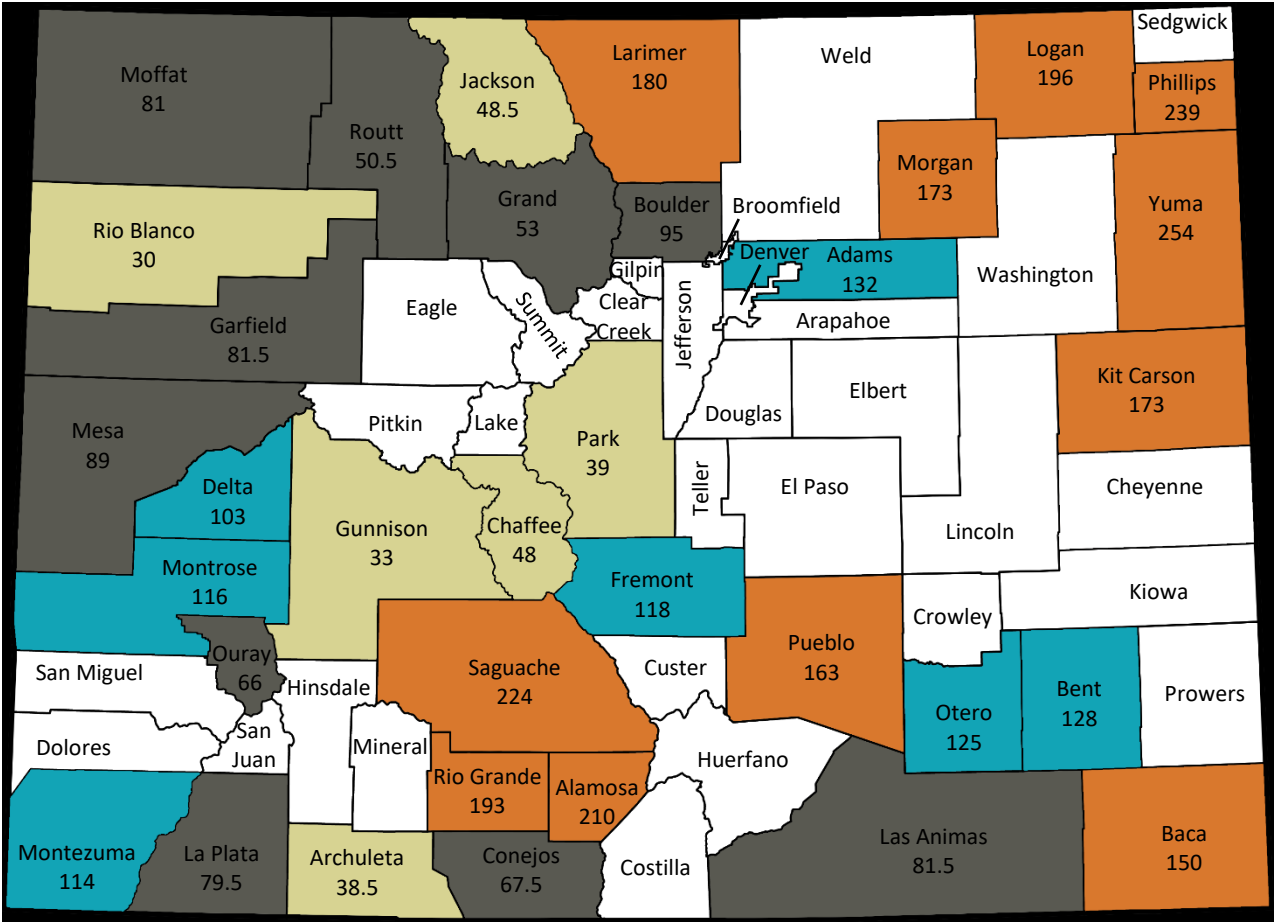 Sedgwick
Moffat
81
Routt
50.5
Jackson
48.5
Larimer
180
Weld
Logan
196
Phillips
239
Morgan
173
Yuma
254
Rio Blanco
30
Grand
53
Boulder
95
Broomfield
Denver
Adams
132
Washington
Garfield
81.5
Eagle
Summit
Gilpin
Clear
Creek
Jefferson
Arapahoe
Mesa
89
Pitkin
Lake
Park
39
Douglas
Elbert
Kit Carson
173
Delta
103
Gunnison
33
Chaffee
48
Teller
El Paso
Lincoln
Cheyenne
Montrose
116
Fremont
118
Crowley
Kiowa
Ouray
66
San Miguel
Hinsdale
Saguache
224
Custer
Pueblo
163
Otero
125
Bent
128
Prowers
Dolores
San
Juan
Mineral
Rio Grande
193
Alamosa
210
Huerfano
Montezuma
114
La Plata
79.5
Archuleta
38.5
Conejos
67.5
Costilla
Las Animas
81.5
Baca
150